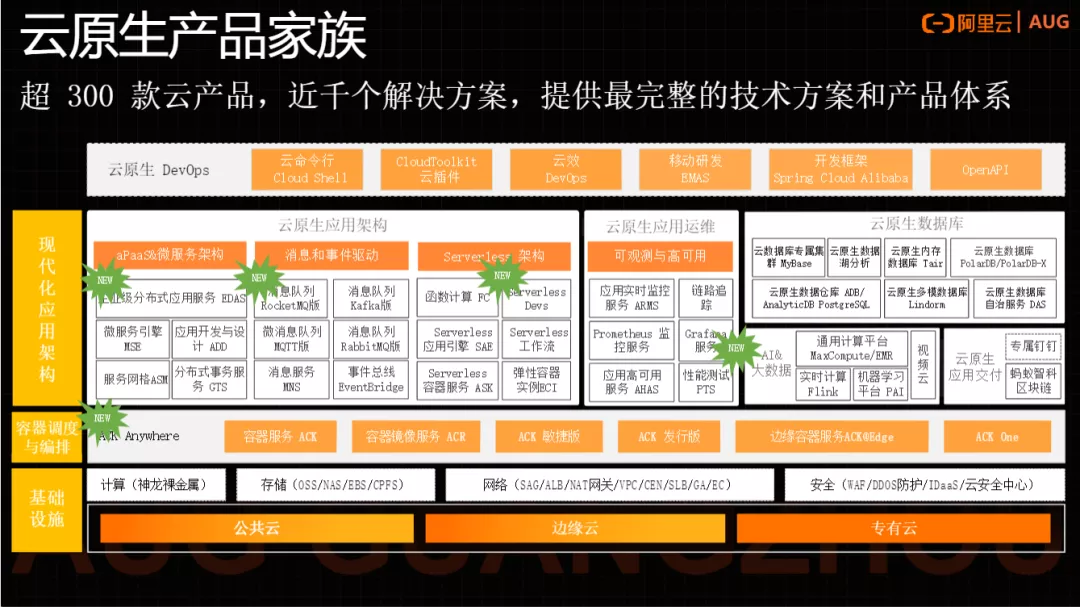 云原生产品家族
阿里云 | AUG
超 300 款云产品，近千个解决方案，提供最完整的技术方案和产品体系
云原生 DevOps
云命令行
Cloud Shell
CloudToolkit
云插件
云效
DevOps
移动研发
EMAS
开发框架
Spring Cloud Alibaba
OpenAPI
现代化应用架构
云原生应用架构
aPaaS&微服务架构
NEW
企业级分布式应用服务 EDAS
微服务引擎
MSE
应用开发与设
计 ADD
服务网格ASM
分布式事务服
务 GTS
消息和事件驱动
NEW
消息队列
RocketMQ版
消息队列
Kafka版
微消息队列
MQTT版
消息队列
RabbitMQ版
消息服务
MNS
事件总线
EventBridge
Serverless 架构
NEW
函数计算 FC
Serverless
Devs
Serverless
应用引擎 SAE
Serverless
工作流
Serverless
容器服务 ASK
弹性容器
实例ECI
云原生应用运维
可观测与高可用
应用实时监控
服务 ARMS
链路追
踪
Prometheus 监
控服务
Grafana
服务
NEW
应用高可用
服务 AHAS
性能测试
PTS
云原生数据库
云数据库专属集
群 MyBase
云原生数据
湖分析
云原生内存
数据库 Tair
云原生数据库
PolarDB/PolarDB-X
云原生数据仓库 ADB/
AnalyticDB PostgreSQL
云原生多模数据库
Lindorm
云原生数据库
自治服务 DAS
AI&
大数据
通用计算平台
MaxCompute/EMR
实时计算
Flink
机器学习
平台 PAI
视频云
云原生
应用交付
专属钉钉
蚂蚁智科
区块链
容器调度
与编排
NEW
ACK Anywhere
容器服务 ACK
容器镜像服务 ACR
ACK 敏捷版
ACK 发行版
边缘容器服务ACK@Edge
ACK One
基础
设施
计算（神龙裸金属）
存储（OSS/NAS/EBS/CPFS）
网络（SAG/ALB/NAT网关/VPC/CEN/SLB/GA/EC）
安全（WAF/DDOS防护/IDaaS/云安全中心）
公共云
边缘云
专有云
AUG GUANGZHOU